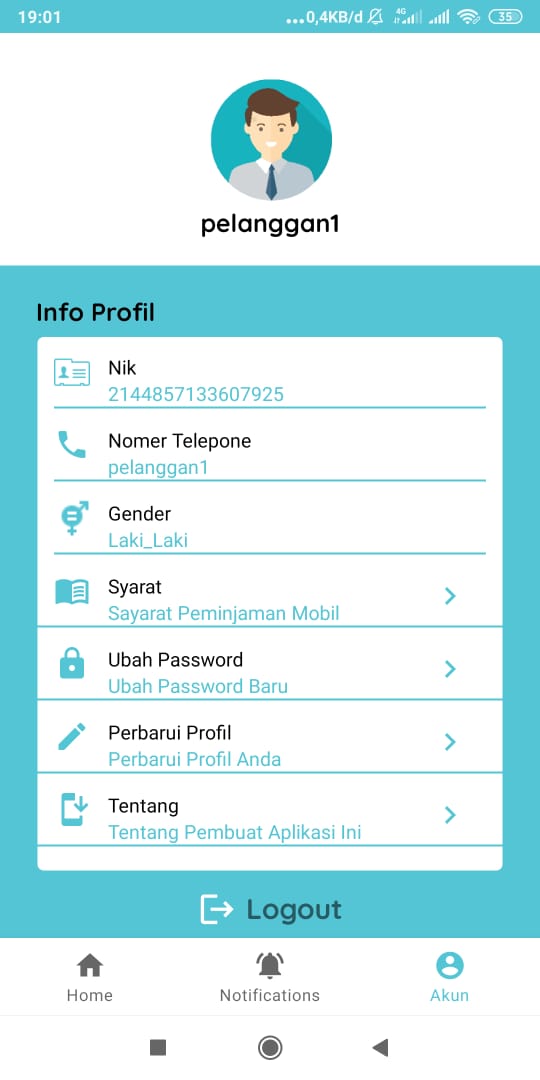 19:01
...0,4KB/d
4G
35
pelanggan1
Info Profil
Nik
2144857133607925
Nomer Telepone
pelanggan1
Gender
Laki_Laki
Syarat
Sayarat Peminjaman Mobil
Ubah Password
Ubah Password Baru
Perbarui Profil
Perbarui Profil Anda
Tentang
Tentang Pembuat Aplikasi Ini
Logout
Home
Notifications
Akun